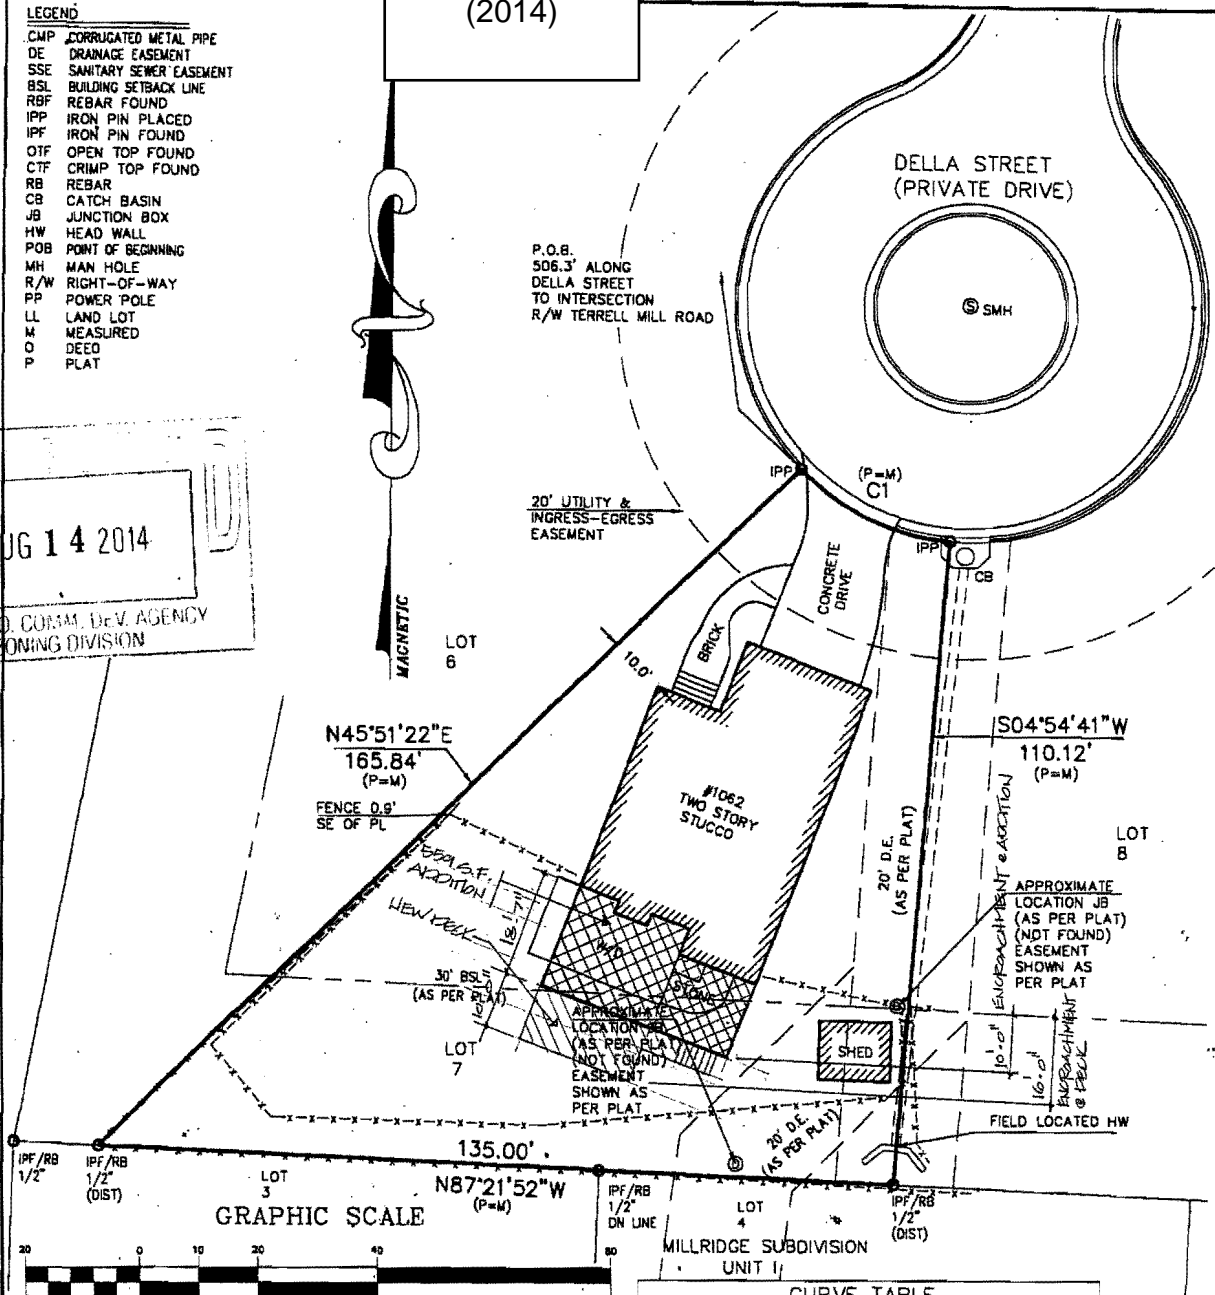 (2014)
LEGEND
CMP CORRUGATED METAL PIPE
DE DRAINAGE EASEMENT
SSE SANITARY SEWER EASEMENT
BSL BUILDING SETBACK LINE
RBF REBAR FOUND
IPP IRON PIN PLACED
IPF IRON PIN FOUND
OTF OPEN TOP FOUND
CTF CRIMP TOP FOUND
RB REBAR
CB CATCH BASIN
JB JUNCTION BOX
HW HEAD WALL
POB POINT OF BEGINNING
MH MAN HOLE
R/W RIGHT-OF-WAY
PP POWER POLE
LL LAND LOT
M MEASURED
D DEED
P PLAT
DELLA STREET
(PRIVATE DRIVE)
SMH
P.O.B.
506.3' ALONG
DELLA STREET
TO INTERSECTION
R/W TERRELL MILL ROAD
IPP
(P=M)
C1
20' UTILITY &
INGRESS-EGRESS
EASEMENT
IPP
CB
UG 14 2014
COMM. DEV. AGENCY
ONING DIVISION
MAGNETIC
CONCRETE
DRIVE
BRICK
LOT
6
10.0'
N45°51'22"E
165.84'
(P=M)
S04°54'41"W
110.12'
(P=M)
FENCE 0.9'
SE OF PL
#1062
TWO STORY
STUCCO
20' D.E.
(AS PER PLAT)
LOT
8
559 S.F.
ADDITION
NEW DECK
18'-7"
W/D
STONE
30' BSL
(AS PER PLAT)
10'-0" ENCROACHMENT @ ADDITION
APPROXIMATE
LOCATION JB
(AS PER PLAT)
(NOT FOUND)
EASEMENT
SHOWN AS
PER PLAT
APPROXIMATE
LOCATION JB
(AS PER PLAT)
(NOT FOUND)
EASEMENT
SHOWN AS
PER PLAT
LOT
7
SHED
16'-0"
ENCROACHMENT
@ DECK
FIELD LOCATED HW
20' D.E.
(AS PER PLAT)
135.00'
N87°21'52"W
(P=M)
IPF/RB
1/2"
IPF/RB
1/2"
(DIST)
LOT
3
IPF/RB
1/2"
ON LINE
LOT
4
IPF/RB
1/2"
(DIST)
GRAPHIC SCALE
20 0 10 20 40 80
MILLRIDGE SUBDIVISION
UNIT I
CURVE TABLE